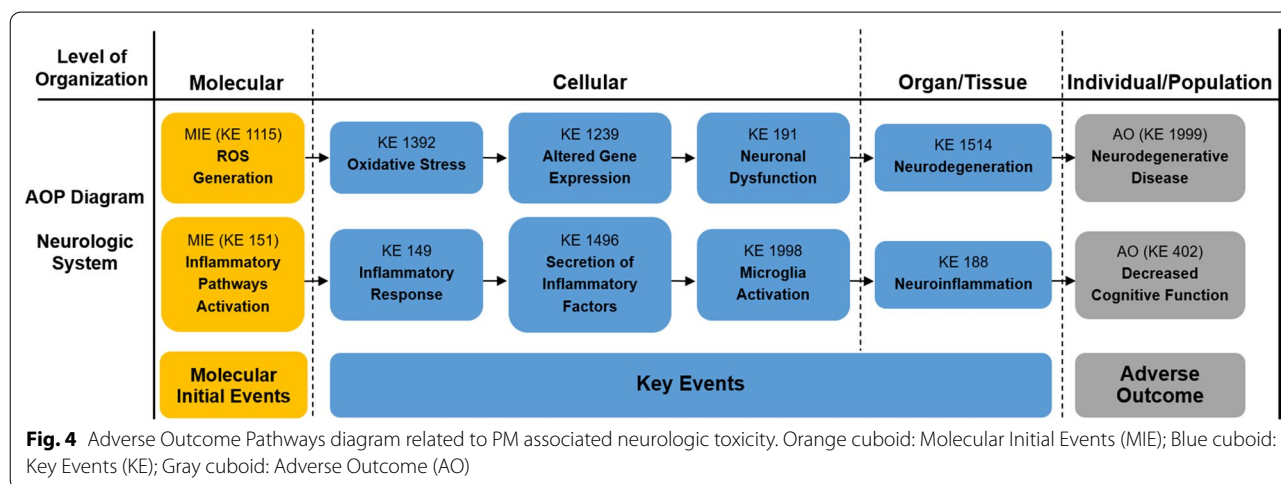 Level of
Organization
Molecular
Cellular
Organ/Tissue
Individual/Population
AOP Diagram
Neurologic
System
MIE (KE 1115)
ROS
Generation
KE 1392
Oxidative Stress
KE 1239
Altered Gene
Expression
KE 191
Neuronal
Dysfunction
KE 1514
Neurodegeneration
AO (KE 1999)
Neurodegenerative
Disease
MIE (KE 151)
Inflammatory
Pathways
Activation
KE 149
Inflammatory
Response
KE 1496
Secretion of
Inflammatory
Factors
KE 1998
Microglia
Activation
KE 188
Neuroinflammation
AO (KE 402)
Decreased
Cognitive Function
Molecular
Initial Events
Key Events
Adverse
Outcome
Fig. 4 Adverse Outcome Pathways diagram related to PM associated neurologic toxicity. Orange cuboid: Molecular Initial Events (MIE); Blue cuboid:
Key Events (KE); Gray cuboid: Adverse Outcome (AO)